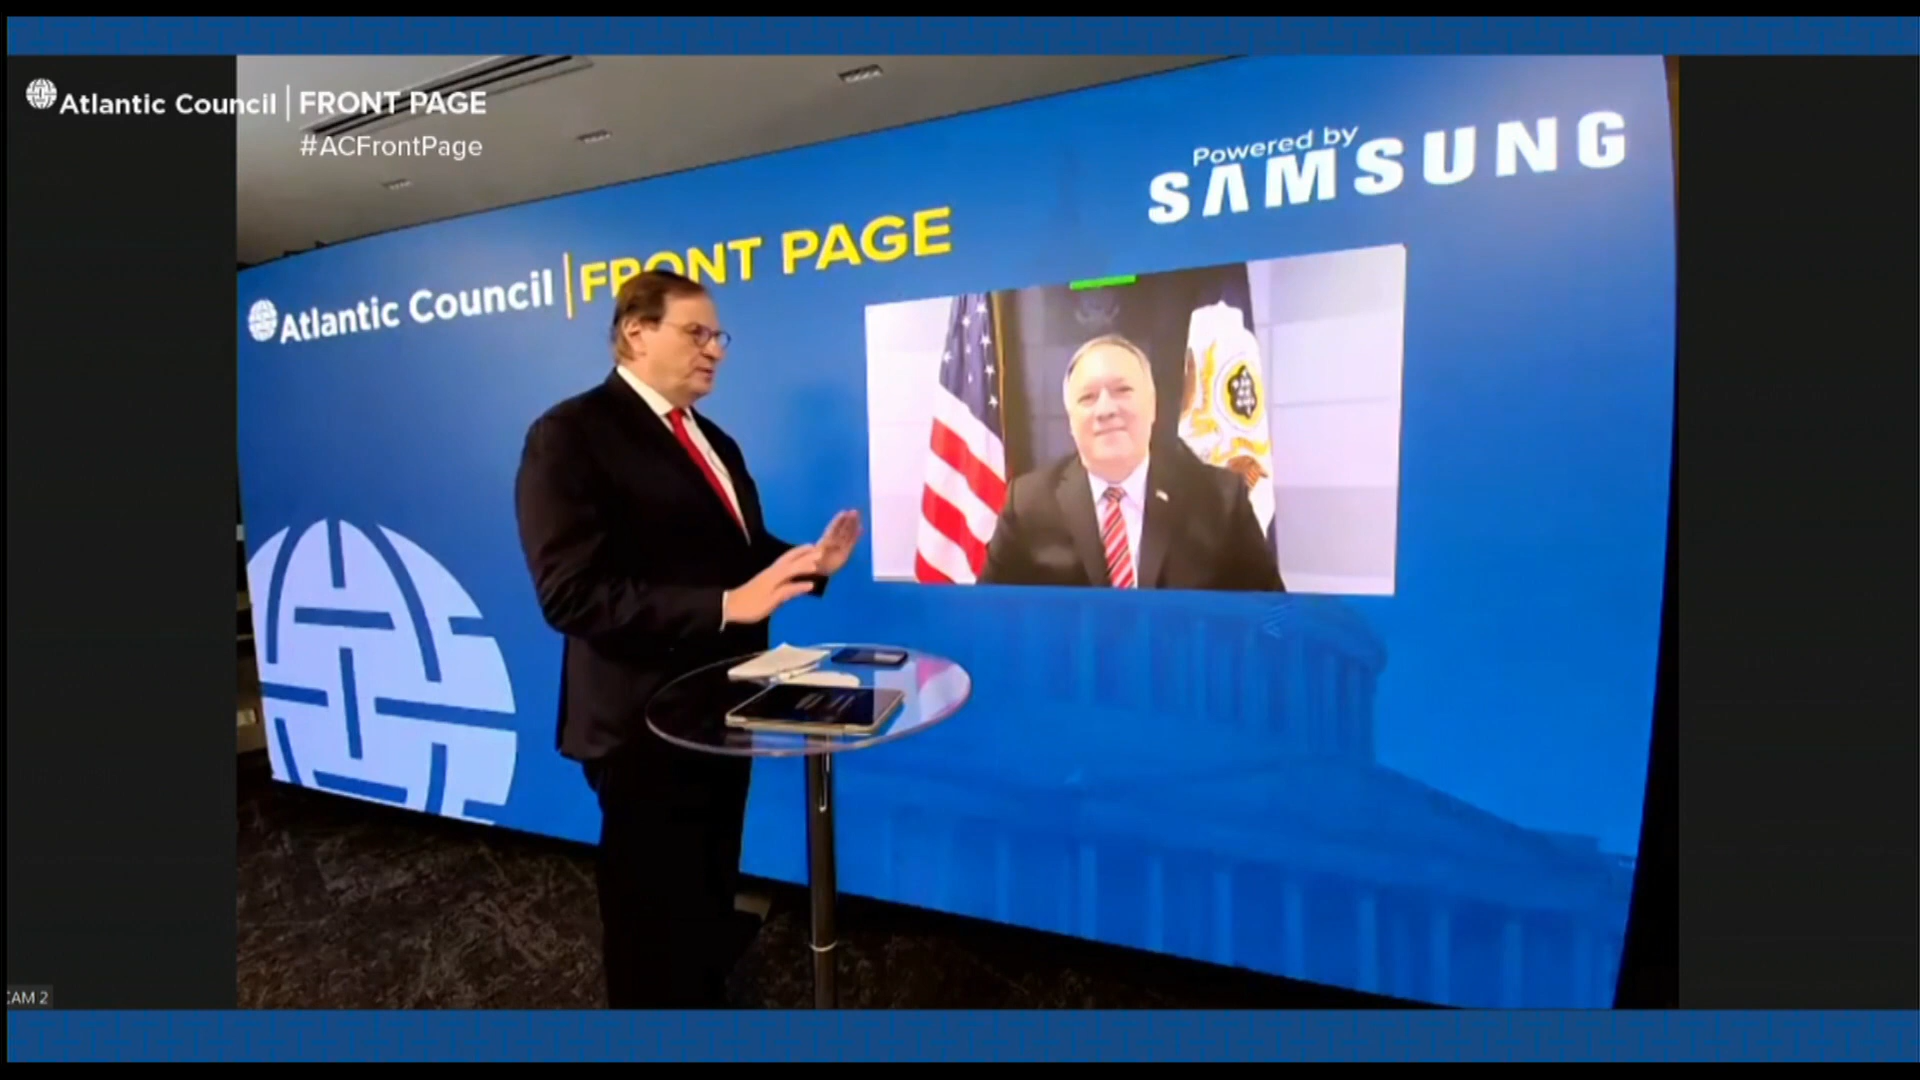 Atlantic Council | FRONT PAGE
#ACFrontPage
Powered by
SAMSUNG
Atlantic Council | FRONT PAGE
CAM 2